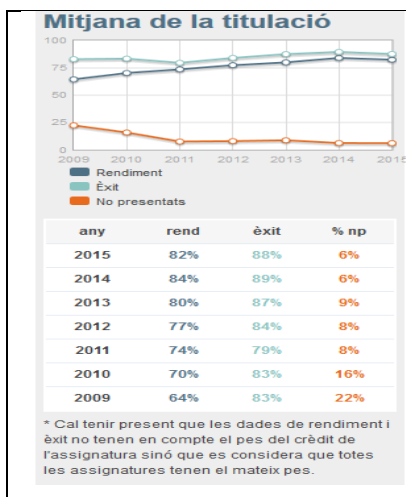 Mitjana de la titulació
100
75
50
25
0
2009 2010 2011 2012 2013 2014 2015
Rendiment
Èxit
No presentats
any rend èxit % np
2015 82% 88% 6%
2014 84% 89% 6%
2013 80% 87% 9%
2012 77% 84% 8%
2011 74% 79% 8%
2010 70% 83% 16%
2009 64% 83% 22%
* Cal tenir present que les dades de rendiment i
èxit no tenen en compte el pes del crèdit de
l'assignatura sinó que es considera que totes
les assignatures tenen el mateix pes.